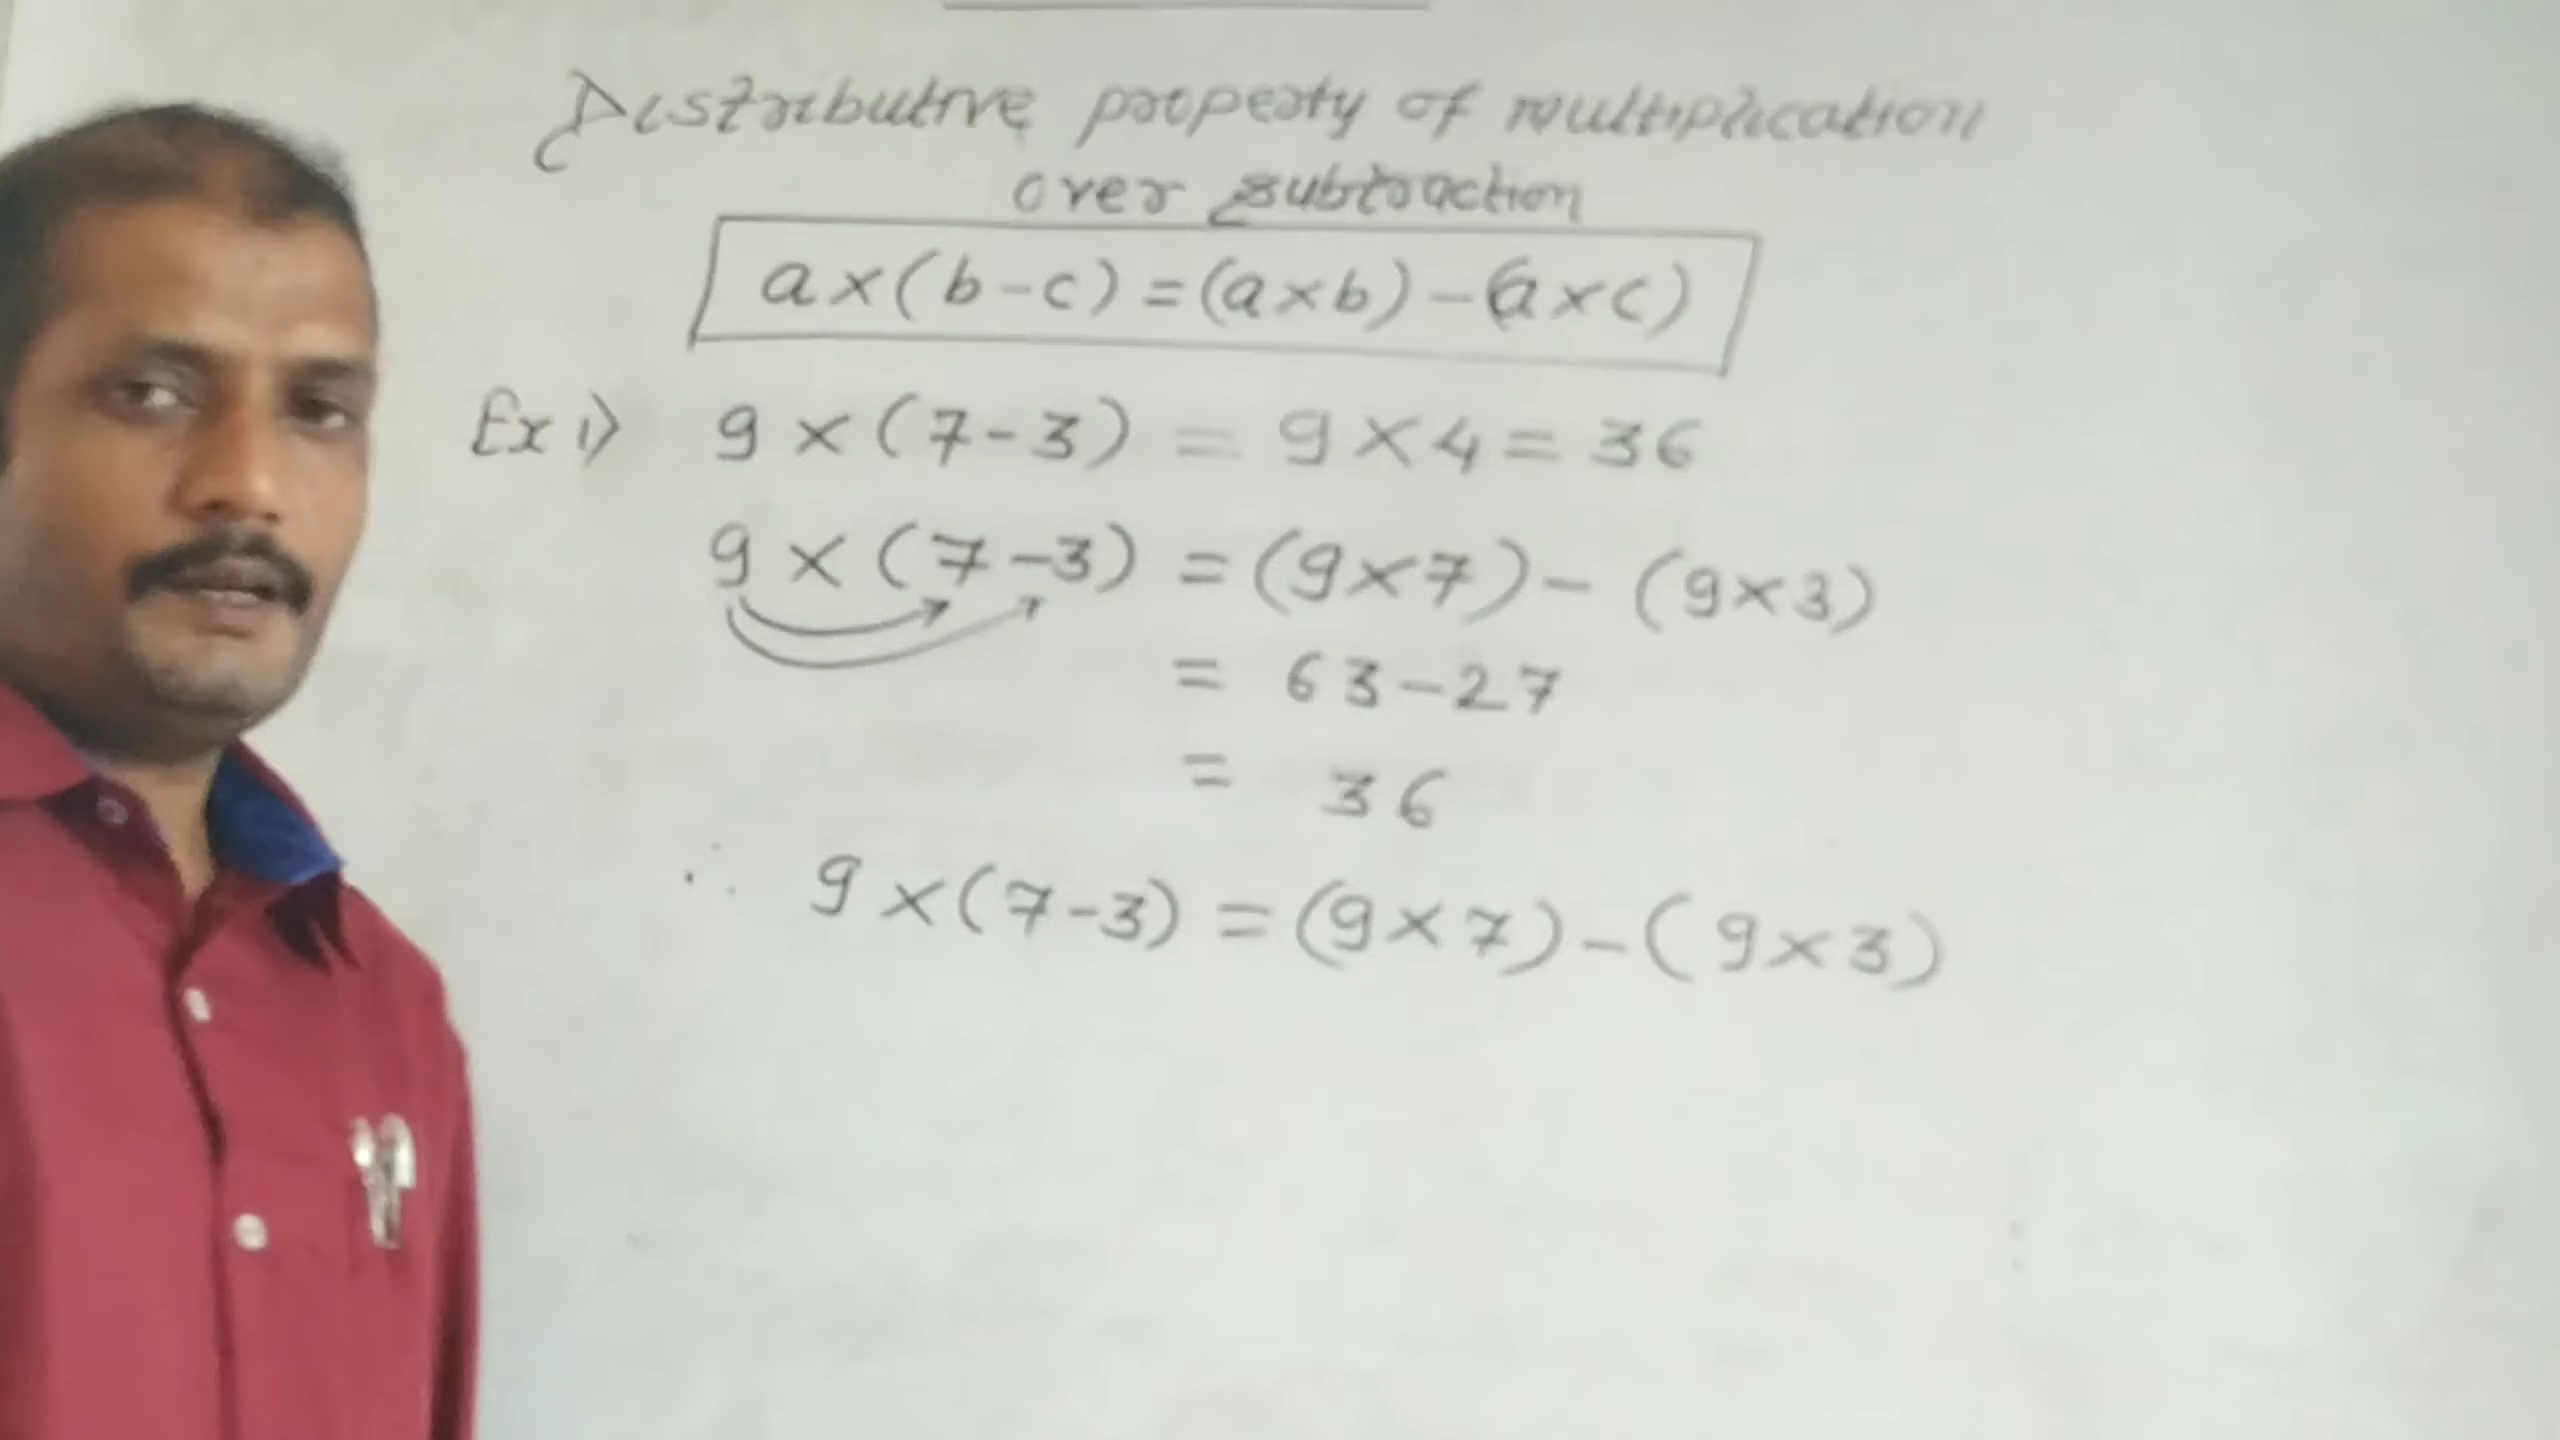 Distributive property of multiplication
over subtraction
a×(b-c)=(a×b)-(a×c)
Ex 1) 9×(7-3) = 9×4=36
9×(7-3) =(9×7)-(9×3)
= 63-27
= 36
∴ 9×(7-3)=(9×7)-(9×3)